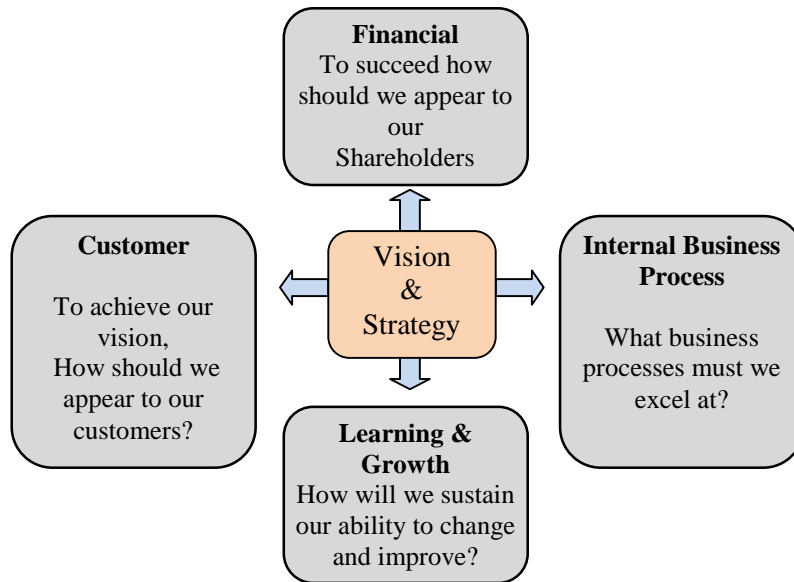 Financial
To succeed how
should we appear to
our
Shareholders
Customer
To achieve our
vision,
How should we
appear to our
customers?
Vision
&
Strategy
Internal Business
Process
What business
processes must we
excel at?
Learning &
Growth
How will we sustain
our ability to change
and improve?